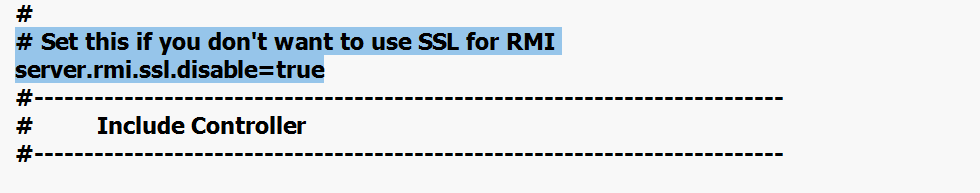 #
# Set this if you don't want to use SSL for RMI
server.rmi.ssl.disable=true
#---------------------------------------------------------------------------
#         Include Controller
#---------------------------------------------------------------------------